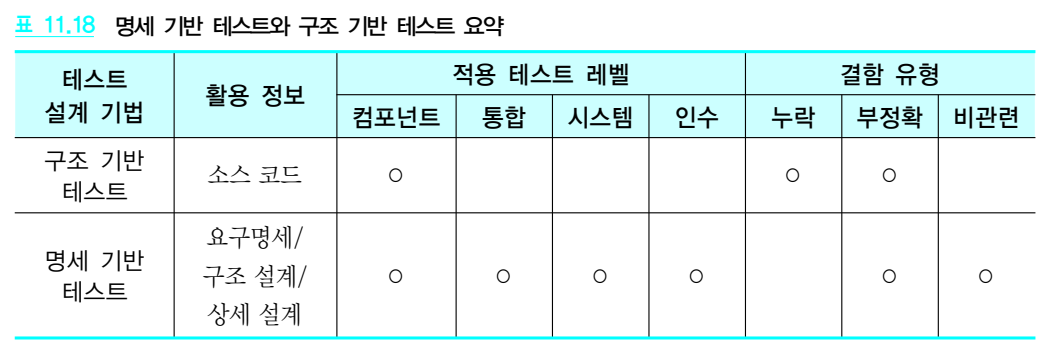 표 11.18 명세 기반 테스트와 구조 기반 테스트 요약
테스트 설계 기법 활용 정보 적용 테스트 레벨 결함 유형
컴포넌트 통합 시스템 인수 누락 부정확 비관련
구조 기반
테스트
소스 코드
○ ○ ○
명세 기반
테스트
요구명세/
구조 설계/
상세 설계
○ ○ ○ ○ ○ ○